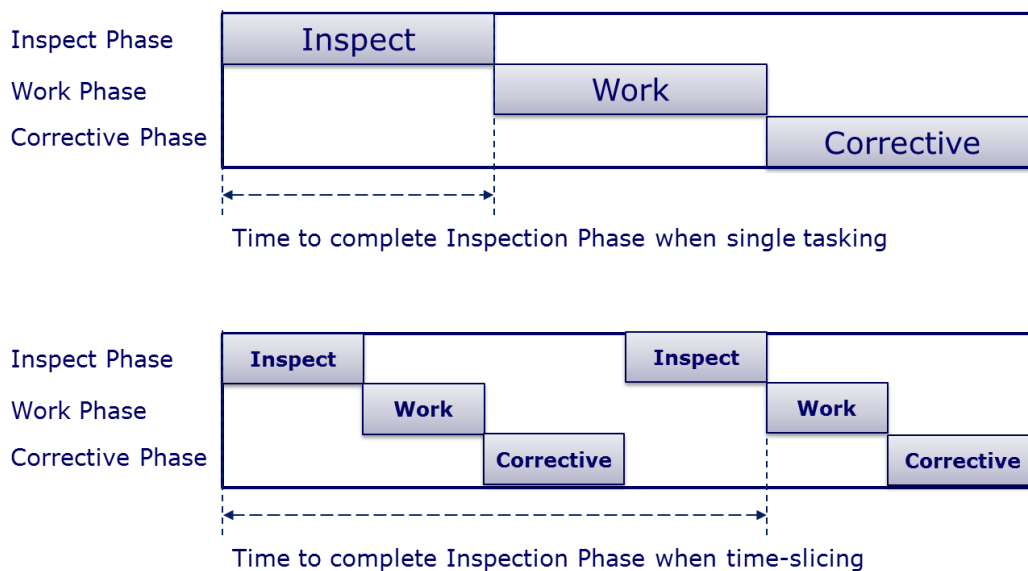 Inspect Phase
Inspect
Work Phase
Work
Corrective Phase
Corrective
Time to complete Inspection Phase when single tasking
Inspect Phase
Inspect
Inspect
Work Phase
Work
Work
Corrective Phase
Corrective
Corrective
Time to complete Inspection Phase when time-slicing